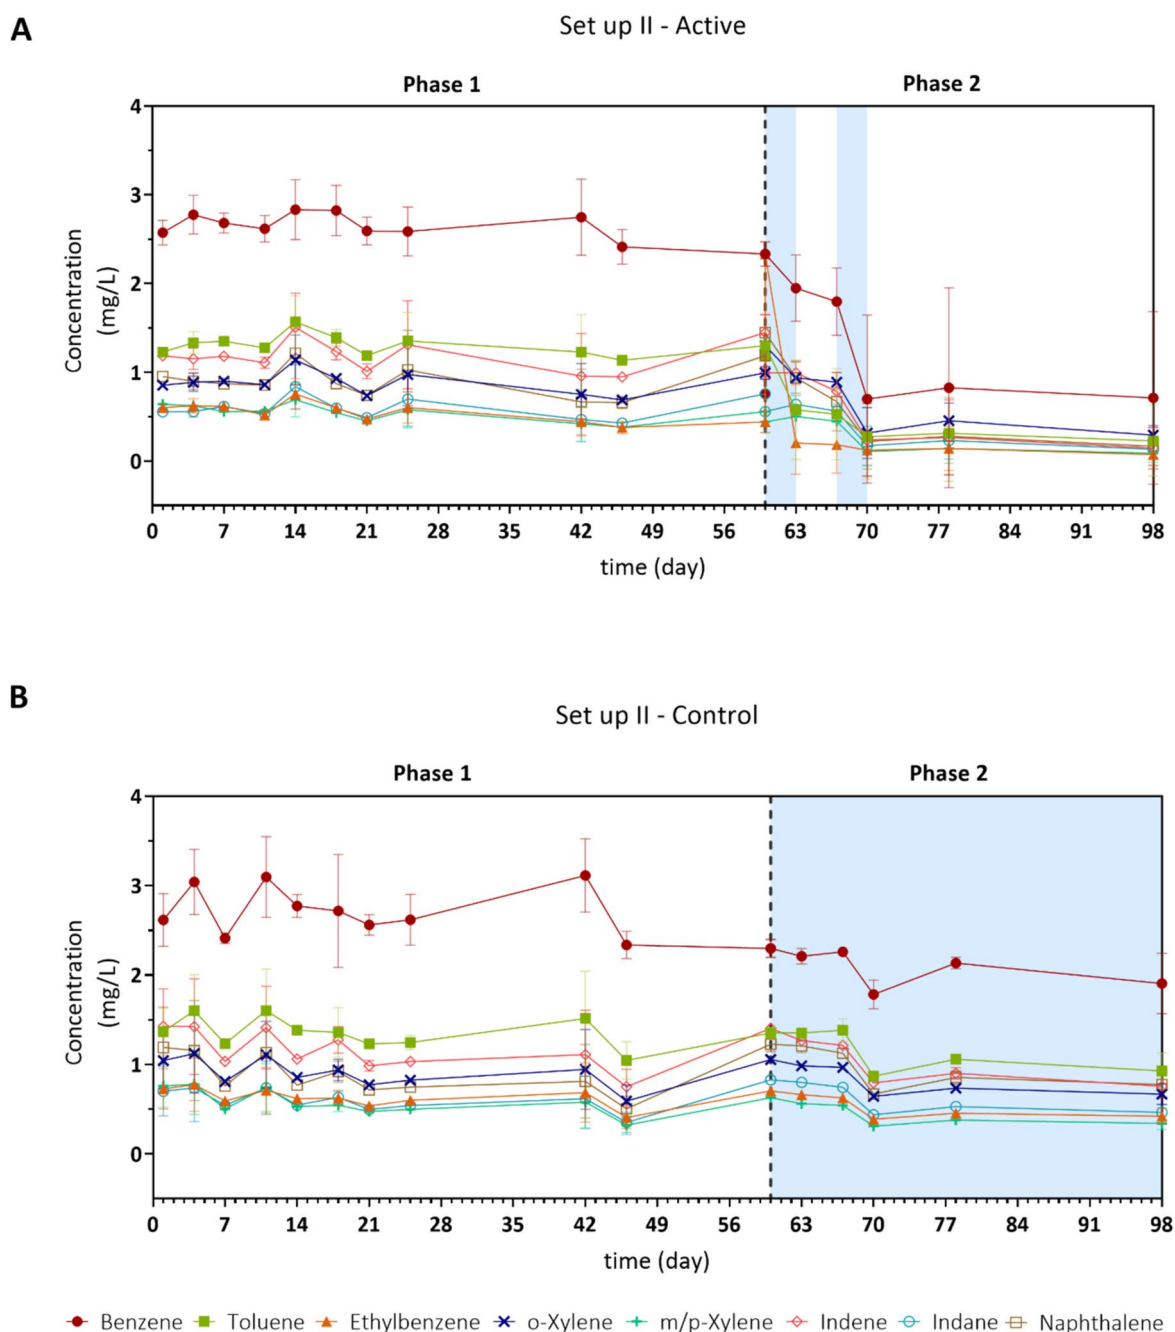 A
Set up II - Active
Phase 1 Phase 2
4
3
2
1
0
Concentration
(mg/L)
0 7 14 21 28 35 42 49 56 63 70 77 84 91 98
time (day)
B
Set up II - Control
Phase 1 Phase 2
4
3
2
1
0
Concentration
(mg/L)
0 7 14 21 28 35 42 49 56 63 70 77 84 91 98
time (day)
Benzene Toluene Ethylbenzene o-Xylene m/p-Xylene Indene Indane Naphthalene